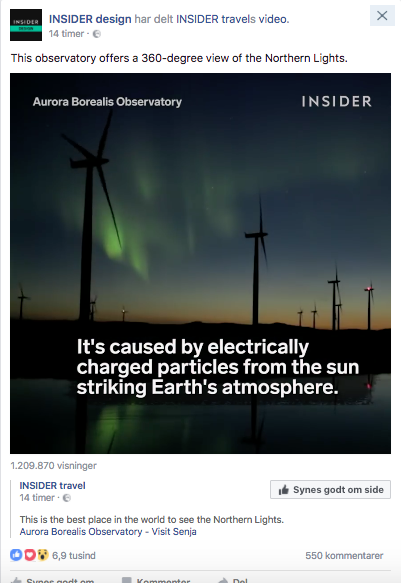 INSIDER design har delt INSIDER travels video.
14 timer ·
This observatory offers a 360-degree view of the Northern Lights.
Aurora Borealis Observatory
INSIDER
It's caused by electrically
charged particles from the sun
striking Earth's atmosphere.
1.209.870 visninger
INSIDER travel
14 timer ·
Synes godt om side
This is the best place in the world to see the Northern Lights.
Aurora Borealis Observatory - Visit Senja
6,9 tusind
550 kommentarer
Synes godt om
Kommenter
Del